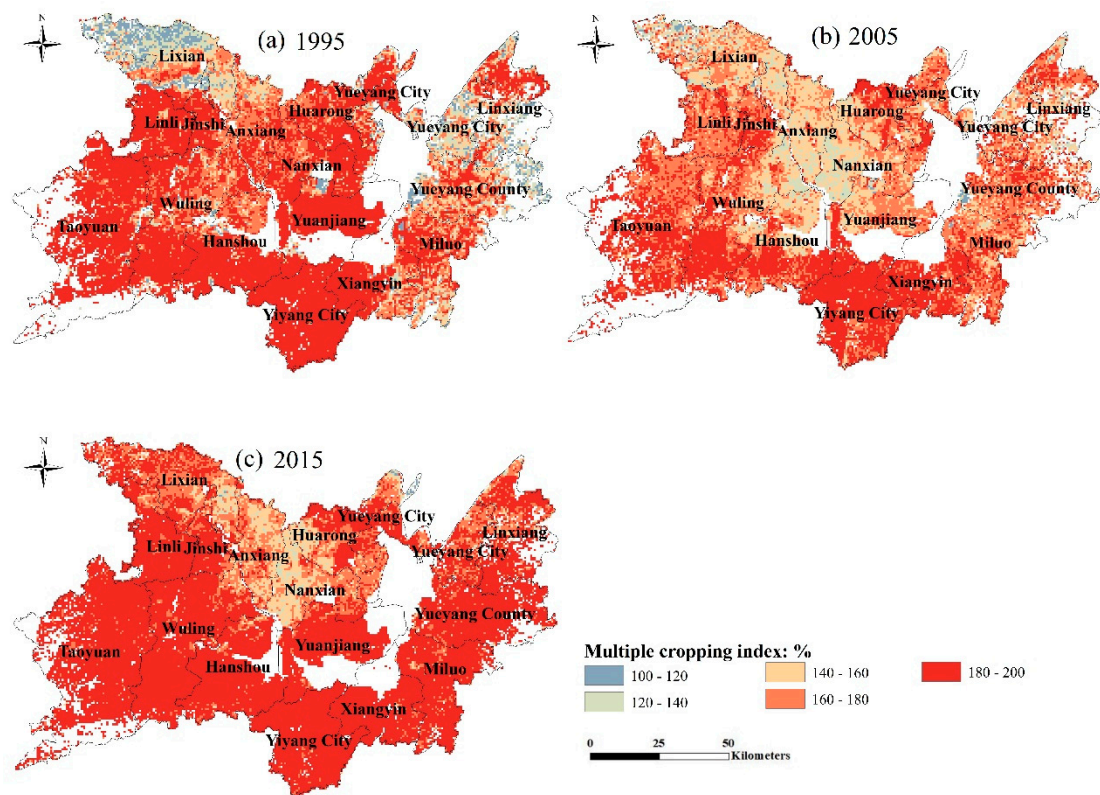 N
(a) 1995
Lixian
Yueyang City
Huarong
Linxiang
Linli
Jinshi
Anxiang
Yueyang City
Nanxian
Yueyang County
Wuling
Taoyuan
Yuanjiang
Hanshou
Miluo
Xiangyin
Yiyang City
N
(b) 2005
Lixian
Yueyang City
Huarong
Linxiang
Linli
Jinshi
Anxiang
Yueyang City
Nanxian
Yueyang County
Wuling
Taoyuan
Yuanjiang
Hanshou
Miluo
Xiangyin
Yiyang City
N
(c) 2015
Lixian
Yueyang City
Huarong
Linxiang
Linli
Jinshi
Anxiang
Yueyang City
Nanxian
Yueyang County
Wuling
Taoyuan
Yuanjiang
Hanshou
Miluo
Xiangyin
Yiyang City
Multiple cropping index: %
100 - 120
140 - 160
180 - 200
120 - 140
160 - 180
0 25 50
Kilometers